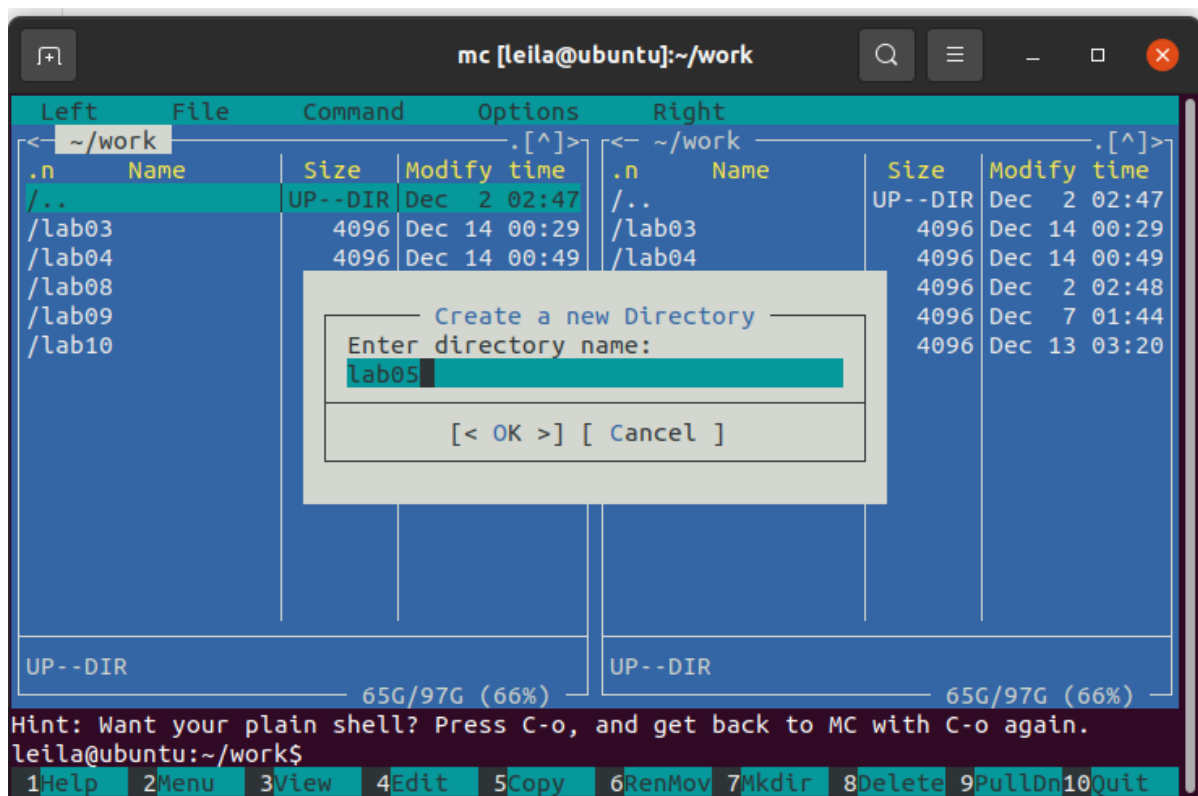 mc [leila@ubuntu]:~/work
Left File Command Options Right
<─ ~/work ─.[^]>┐ ┌<─ ~/work ─.[^]>
.n Name Size Modify time .n Name Size Modify time
/.. UP--DIR Dec 2 02:47 /.. UP--DIR Dec 2 02:47
/lab03 4096 Dec 14 00:29 /lab03 4096 Dec 14 00:29
/lab04 4096 Dec 14 00:49 /lab04 4096 Dec 14 00:49
/lab08 4096 Dec 2 02:48
/lab09 Create a new Directory 4096 Dec 7 01:44
/lab10 Enter directory name: 4096 Dec 13 03:20
lab05
[< OK >] [ Cancel ]
UP--DIR UP--DIR
65G/97G (66%) 65G/97G (66%)
Hint: Want your plain shell? Press C-o, and get back to MC with C-o again.
leila@ubuntu:~/work$
1Help 2Menu 3View 4Edit 5Copy 6RenMov 7Mkdir 8Delete 9PullDn10Quit